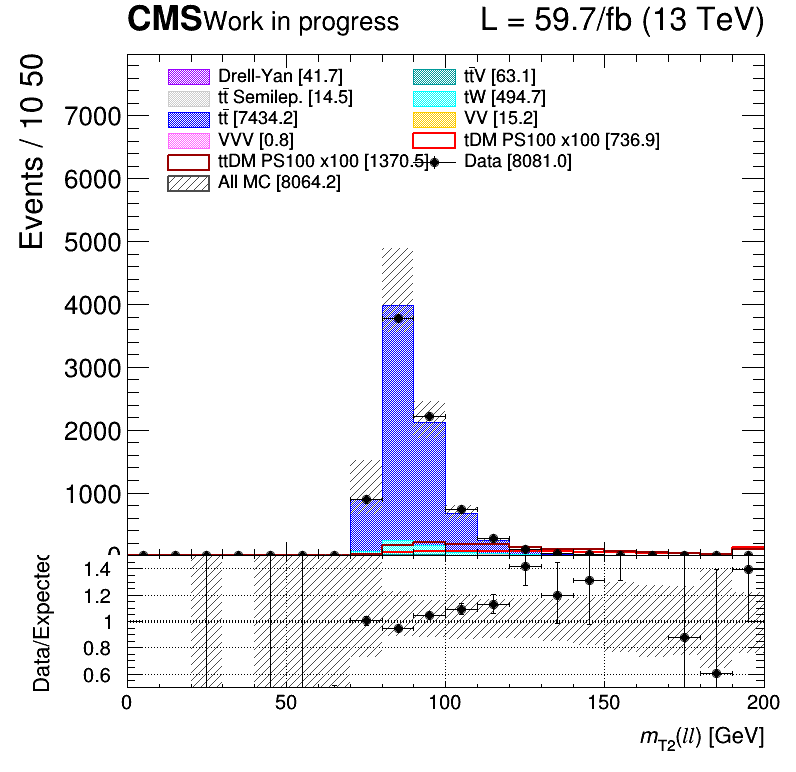 CMS Work in progress L = 59.7/fb (13 TeV)
Events / 10 50
Drell-Yan [41.7] tt̄V [63.1]
tt̄ Semilep. [14.5] tW [494.7]
tt̄ [7434.2] VV [15.2]
VVV [0.8] tDM PS100 x100 [736.9]
ttDM PS100 x100 [1370.5] Data [8081.0]
All MC [8064.2]
7000
6000
5000
4000
3000
2000
1000
0
Data/Expected
1.4
1.2
1
0.8
0.6
0 50 100 150 200
m_T2(ll) [GeV]